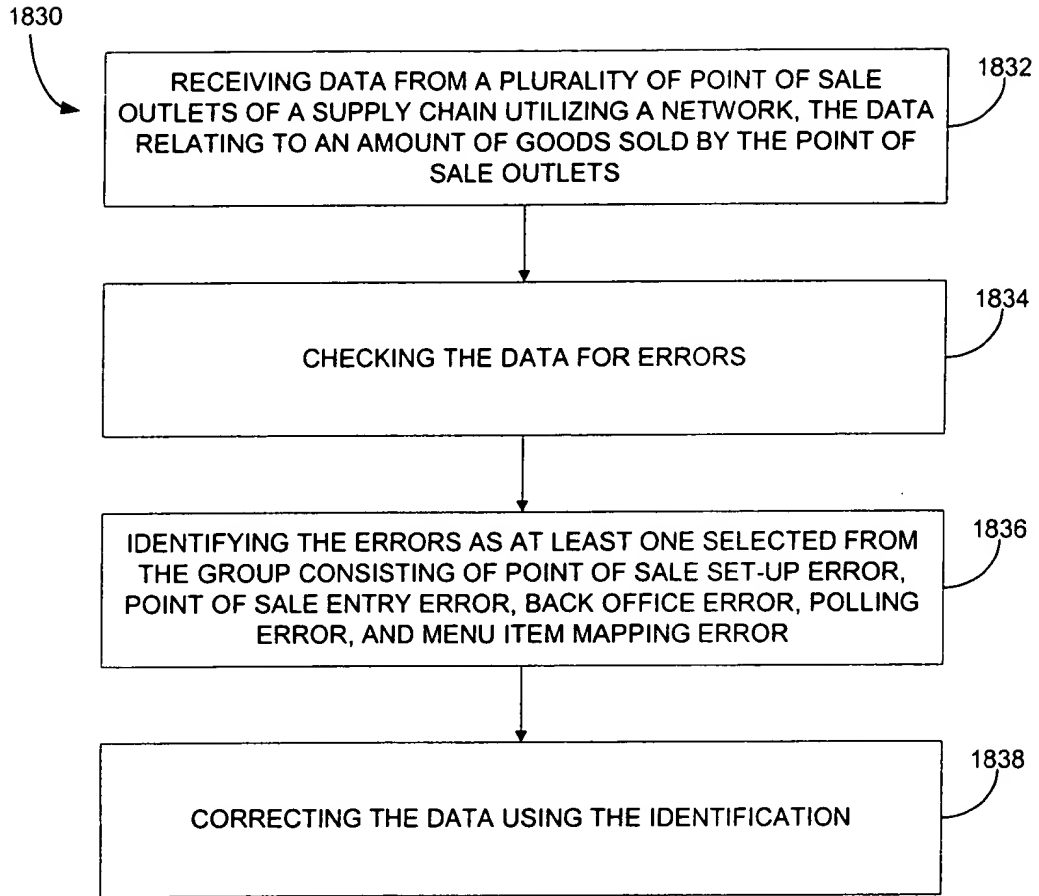 1830
RECEIVING DATA FROM A PLURALITY OF POINT OF SALE
OUTLETS OF A SUPPLY CHAIN UTILIZING A NETWORK, THE DATA
RELATING TO AN AMOUNT OF GOODS SOLD BY THE POINT OF
SALE OUTLETS
1832
CHECKING THE DATA FOR ERRORS
1834
IDENTIFYING THE ERRORS AS AT LEAST ONE SELECTED FROM
THE GROUP CONSISTING OF POINT OF SALE SET-UP ERROR,
POINT OF SALE ENTRY ERROR, BACK OFFICE ERROR, POLLING
ERROR, AND MENU ITEM MAPPING ERROR
1836
CORRECTING THE DATA USING THE IDENTIFICATION
1838